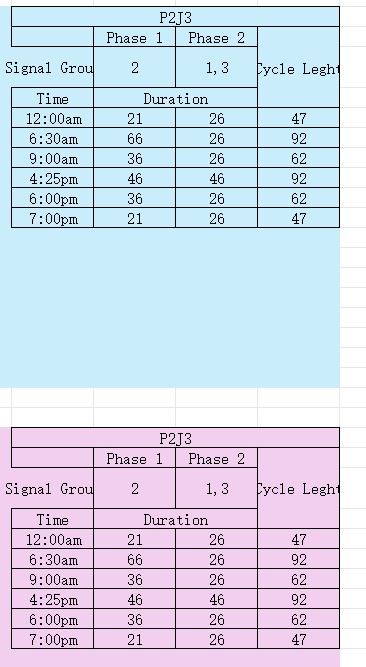 P2J3
Phase 1 Phase 2
Signal Grou 2 1,3 Cycle Leght
Time Duration
12:00am 21 26 47
6:30am 66 26 92
9:00am 36 26 62
4:25pm 46 46 92
6:00pm 36 26 62
7:00pm 21 26 47
P2J3
Phase 1 Phase 2
Signal Grou 2 1,3 Cycle Leght
Time Duration
12:00am 21 26 47
6:30am 66 26 92
9:00am 36 26 62
4:25pm 46 46 92
6:00pm 36 26 62
7:00pm 21 26 47